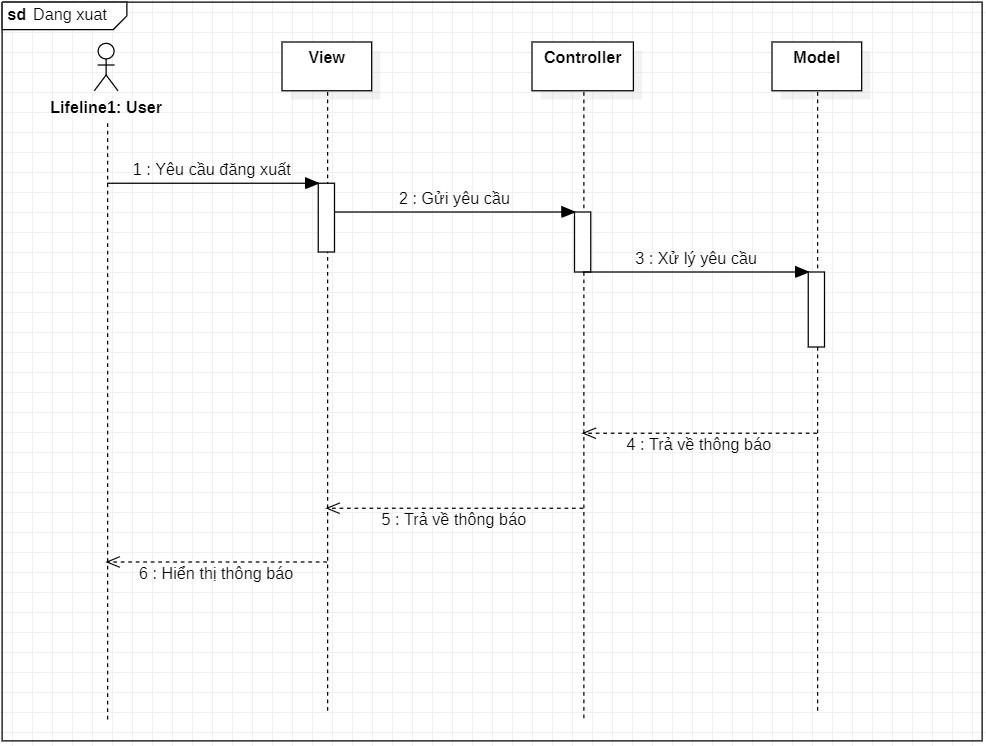 sd Dang xuat
Lifeline1: User
View
Controller
Model
1 : Yêu cầu đăng xuất
2 : Gửi yêu cầu
3 : Xử lý yêu cầu
4 : Trả về thông báo
5 : Trả về thông báo
6 : Hiển thị thông báo